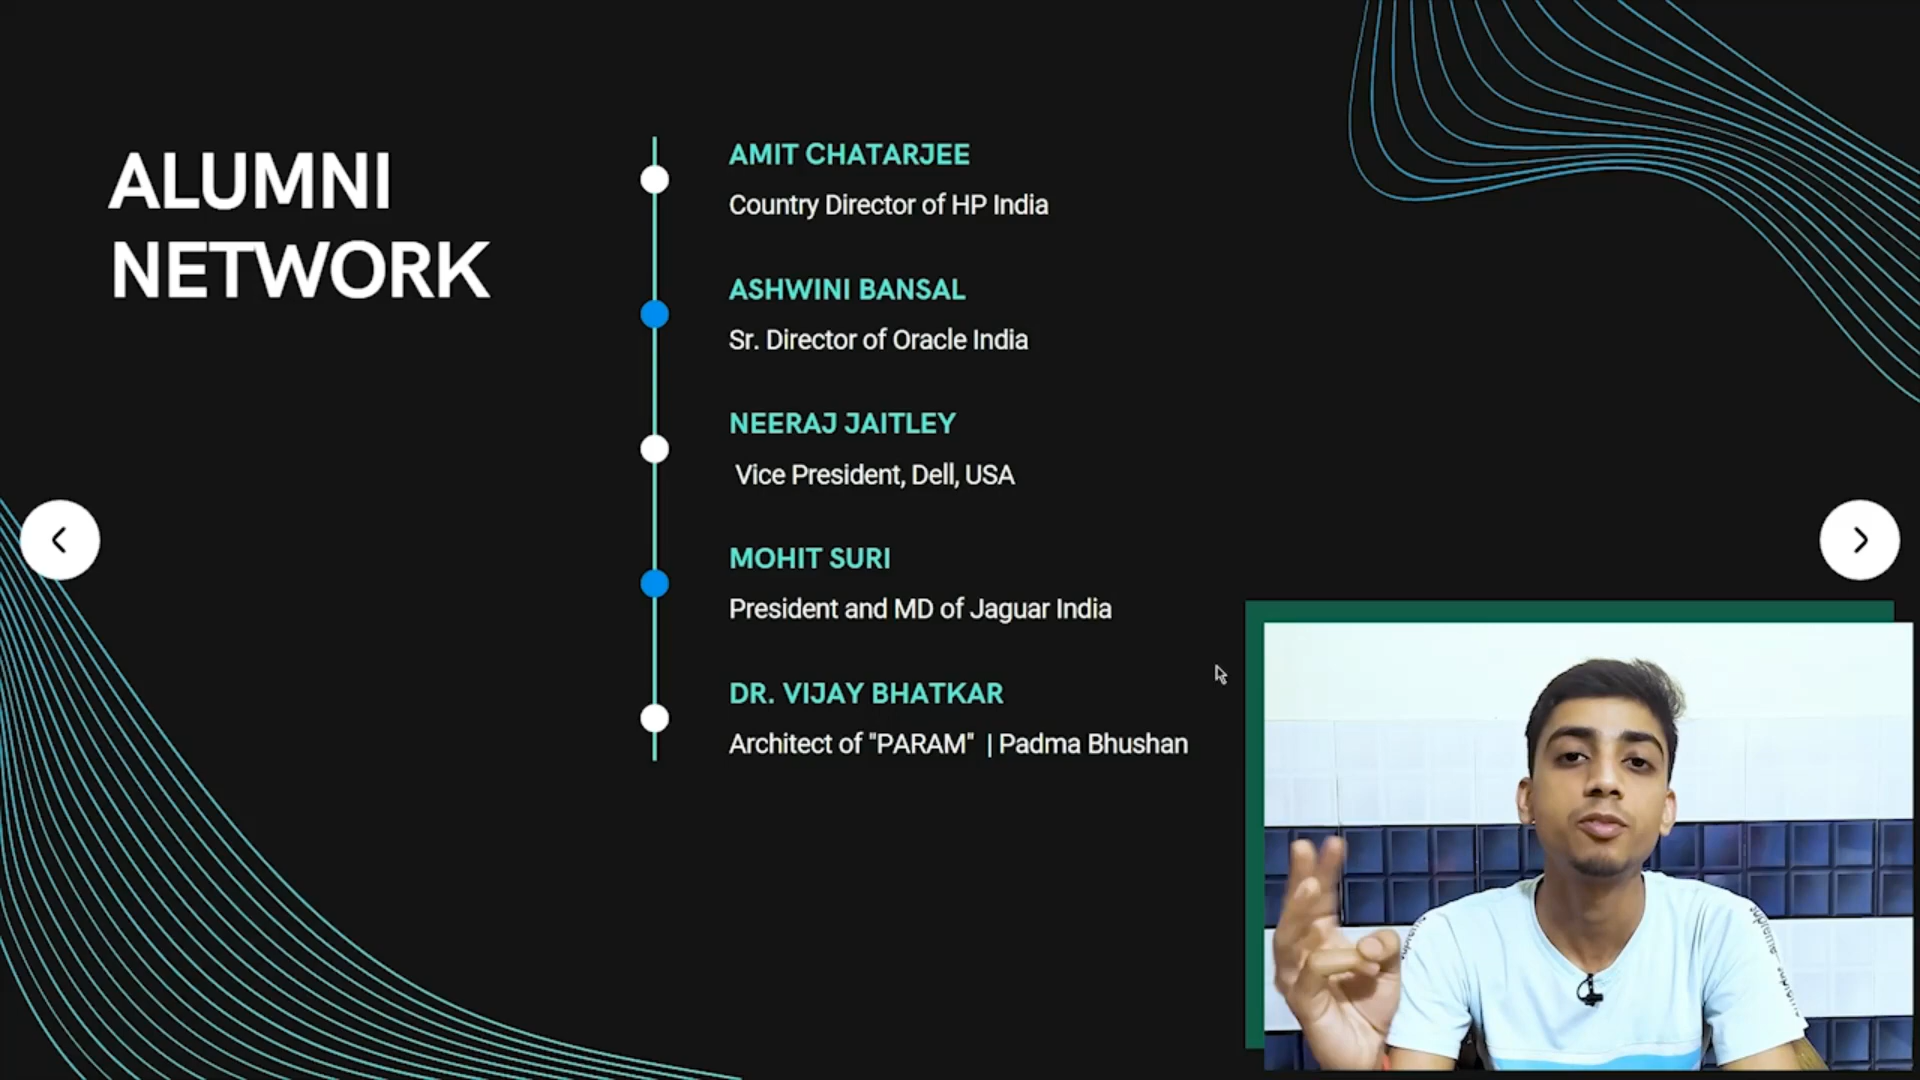 ALUMNI
NETWORK
AMIT CHATARJEE
Country Director of HP India
ASHWINI BANSAL
Sr. Director of Oracle India
NEERAJ JAITLEY
Vice President, Dell, USA
MOHIT SURI
President and MD of Jaguar India
DR. VIJAY BHATKAR
Architect of "PARAM" | Padma Bhushan